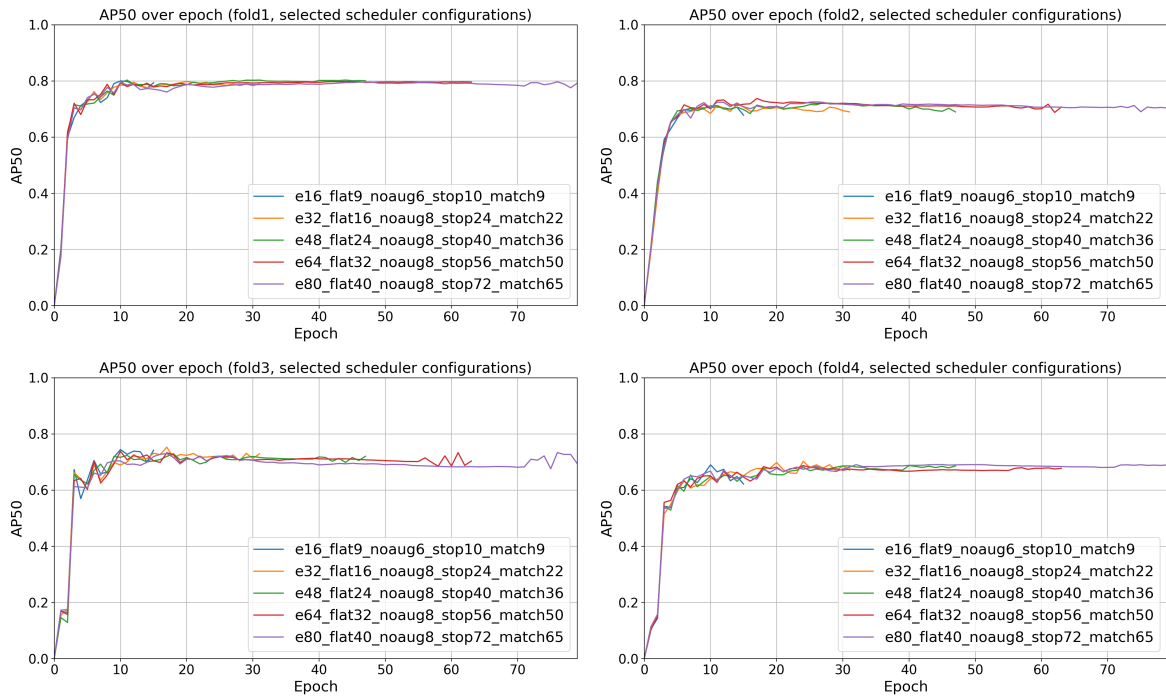 AP50 over epoch (fold1, selected scheduler configurations)
1.0
0.8
0.6
0.4
0.2
0.0
AP50
e16_flat9_noaug6_stop10_match9
e32_flat16_noaug8_stop24_match22
e48_flat24_noaug8_stop40_match36
e64_flat32_noaug8_stop56_match50
e80_flat40_noaug8_stop72_match65
0 10 20 30 40 50 60 70
Epoch
AP50 over epoch (fold2, selected scheduler configurations)
1.0
0.8
0.6
0.4
0.2
0.0
AP50
e16_flat9_noaug6_stop10_match9
e32_flat16_noaug8_stop24_match22
e48_flat24_noaug8_stop40_match36
e64_flat32_noaug8_stop56_match50
e80_flat40_noaug8_stop72_match65
0 10 20 30 40 50 60 70
Epoch
AP50 over epoch (fold3, selected scheduler configurations)
1.0
0.8
0.6
0.4
0.2
0.0
AP50
e16_flat9_noaug6_stop10_match9
e32_flat16_noaug8_stop24_match22
e48_flat24_noaug8_stop40_match36
e64_flat32_noaug8_stop56_match50
e80_flat40_noaug8_stop72_match65
0 10 20 30 40 50 60 70
Epoch
AP50 over epoch (fold4, selected scheduler configurations)
1.0
0.8
0.6
0.4
0.2
0.0
AP50
e16_flat9_noaug6_stop10_match9
e32_flat16_noaug8_stop24_match22
e48_flat24_noaug8_stop40_match36
e64_flat32_noaug8_stop56_match50
e80_flat40_noaug8_stop72_match65
0 10 20 30 40 50 60 70
Epoch